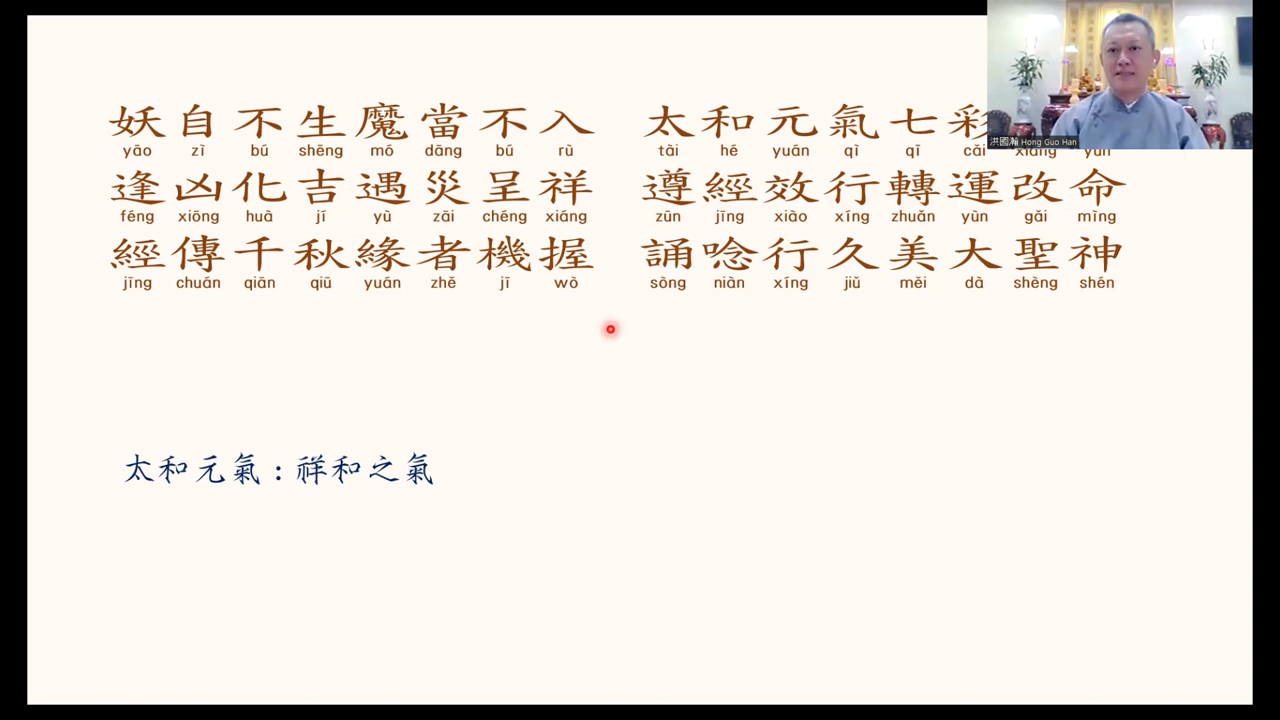 妖自不生魔當不入 太和元氣七彩
yāo zì bú shēng mó dāng bú rù tài hé yuán qì qī cǎi xiáng yún
逢凶化吉遇災呈祥 遵經效行轉運改命
féng xiōng huà jí yù zāi chéng xiáng zūn jīng xiào xíng zhuǎn yùn gǎi mìng
經傳千秋緣者機握 誦唸行久美大聖神
jīng chuán qiān qiū yuán zhě jī wò sòng niàn xíng jiǔ měi dà shèng shén
太和元氣：祥和之氣
洪國瀚 Hong Guo Han